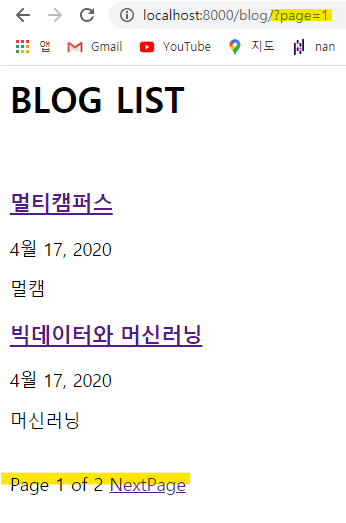 localhost:8000/blog/?page=1
앱 Gmail YouTube 지도 nan
BLOG LIST
멀티캠퍼스
4월 17, 2020
멀캠
빅데이터와 머신러닝
4월 17, 2020
머신러닝
Page 1 of 2 NextPage